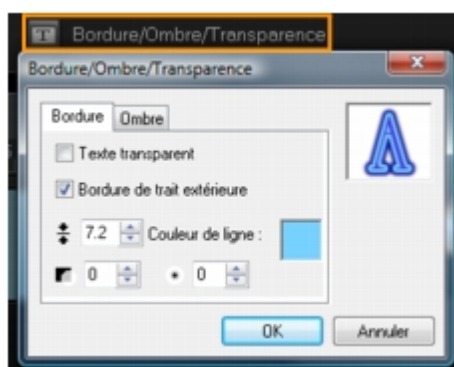 Bordure/Ombre/Transparence
Bordure/Ombre/Transparence
Bordure Ombre
Texte transparent
Bordure de trait extérieure
7.2 Couleur de ligne :
0 0
OK Annuler